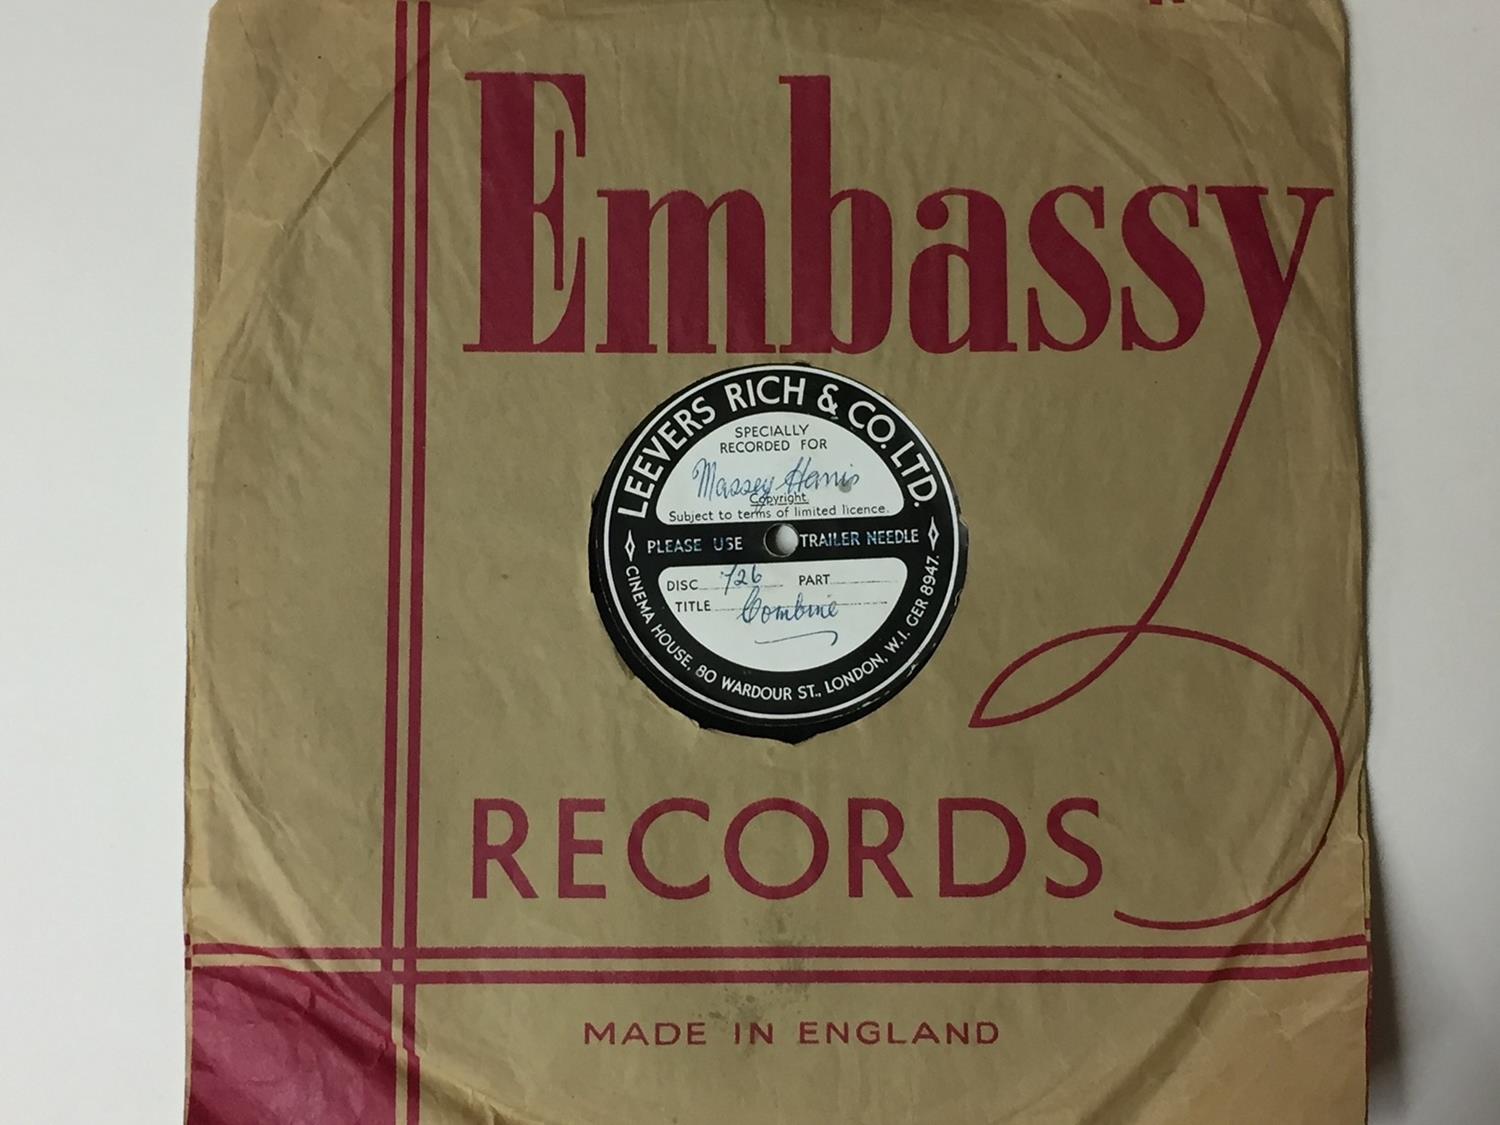 Embassy
LEEVERS RICH & CO. LTD.
SPECIALLY
RECORDED FOR
Massey Harris
Copyright.
Subject to terms of limited licence.
PLEASE USE TRAILER NEEDLE
DISC 726 PART
TITLE Combine
CINEMA HOUSE, 80 WARDOUR ST., LONDON, W.1. GER 8947.
RECORDS
MADE IN ENGLAND